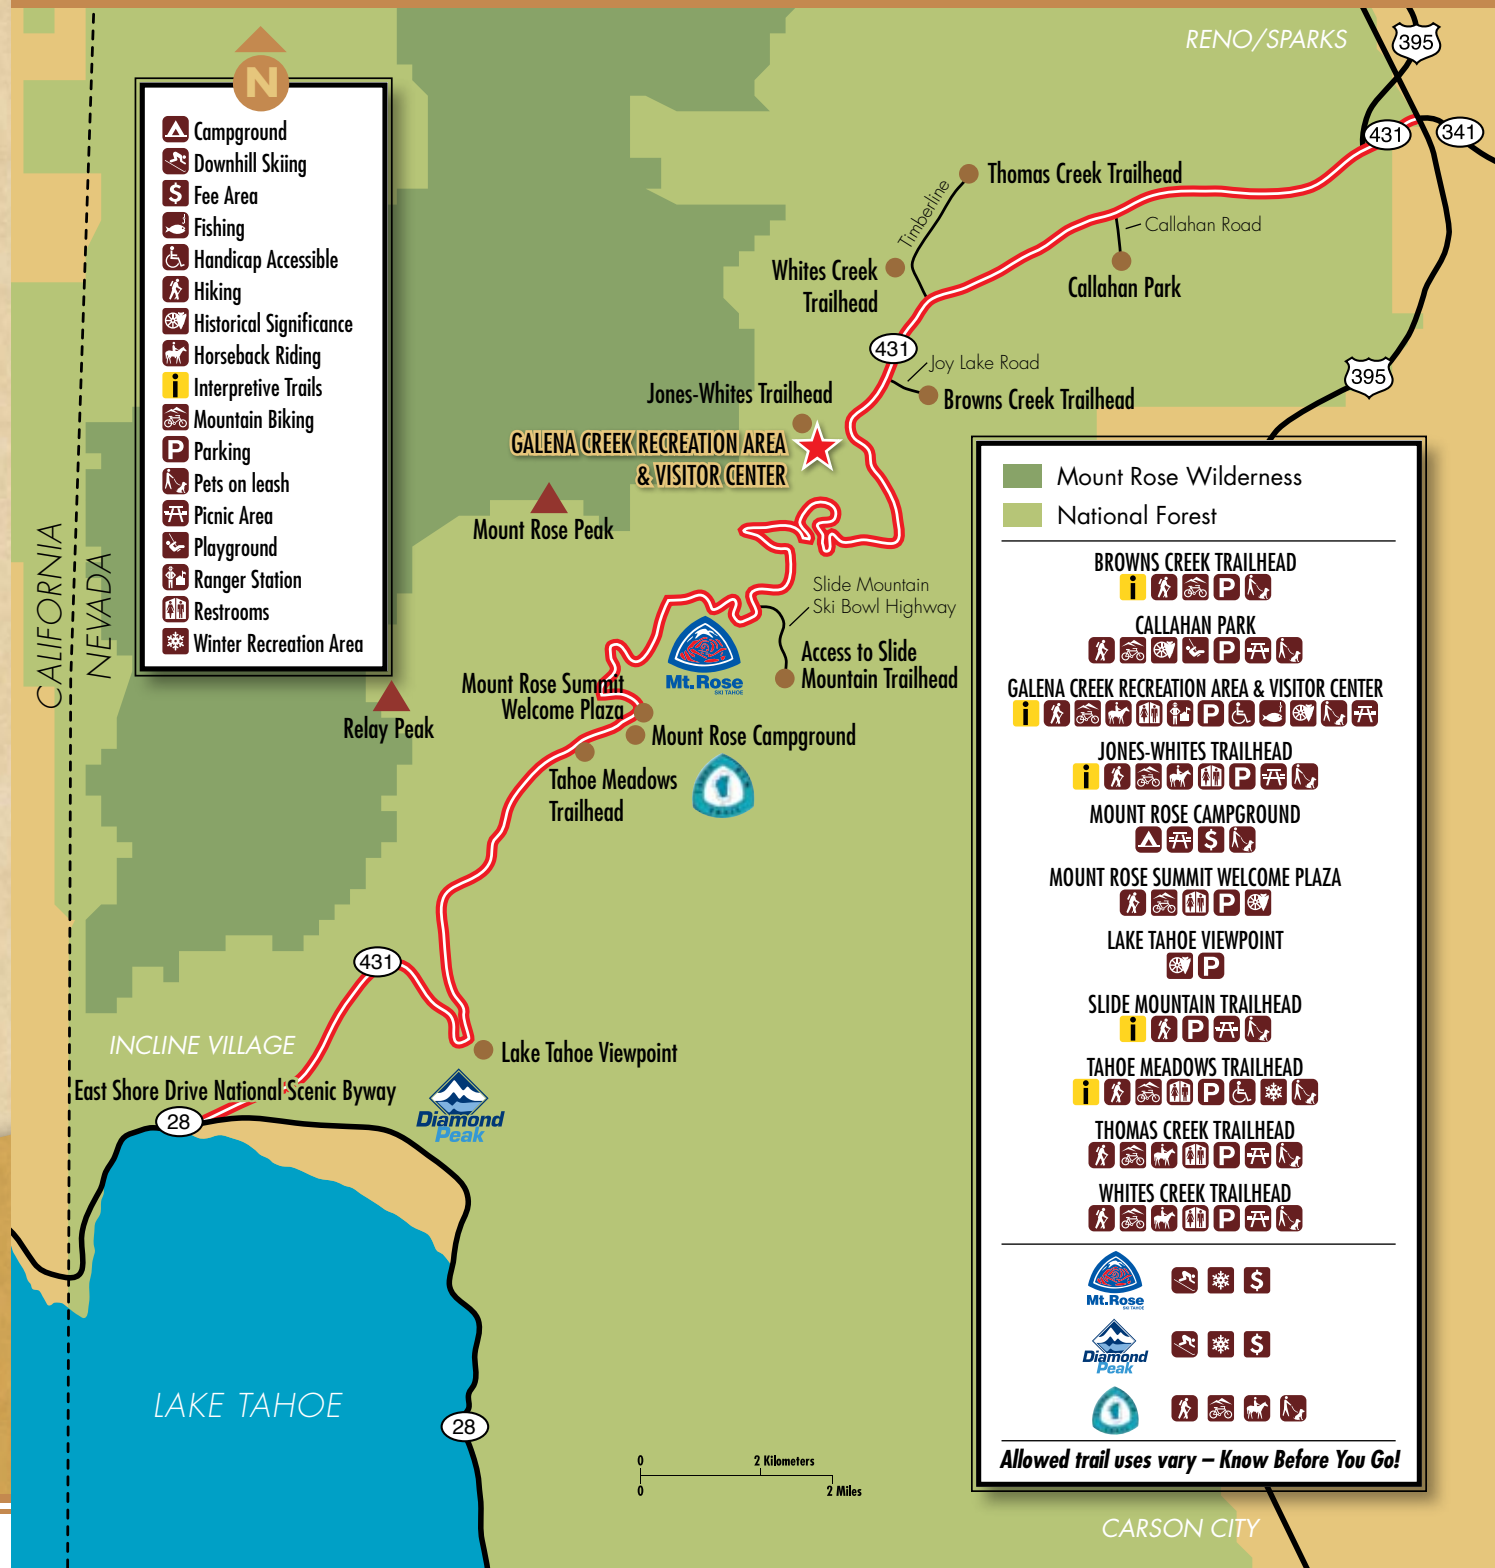 RENO/SPARKS
395
431
341
N
Campground
Downhill Skiing
$ Fee Area
Fishing
Handicap Accessible
Hiking
Historical Significance
Horseback Riding
i Interpretive Trails
Mountain Biking
P Parking
Pets on leash
Picnic Area
Playground
Ranger Station
Restrooms
Winter Recreation Area
CALIFORNIA
NEVADA
Thomas Creek Trailhead
Timberline
Callahan Road
Callahan Park
Whites Creek
Trailhead
431
Joy Lake Road
Browns Creek Trailhead
395
Jones-Whites Trailhead
GALENA CREEK RECREATION AREA
& VISITOR CENTER
Mount Rose Peak
Slide Mountain
Ski Bowl Highway
Access to Slide
Mountain Trailhead
Mt.Rose
SKI TAHOE
Mount Rose Summit
Welcome Plaza
Relay Peak
Mount Rose Campground
Tahoe Meadows
Trailhead
431
INCLINE VILLAGE
Lake Tahoe Viewpoint
East Shore Drive National Scenic Byway
28
Diamond
Peak
LAKE TAHOE
28
0 2 Kilometers
0 2 Miles
CARSON CITY
Mount Rose Wilderness
National Forest
BROWNS CREEK TRAILHEAD
i P
CALLAHAN PARK
P
GALENA CREEK RECREATION AREA & VISITOR CENTER
i P
JONES-WHITES TRAILHEAD
i P
MOUNT ROSE CAMPGROUND
$
MOUNT ROSE SUMMIT WELCOME PLAZA
P
LAKE TAHOE VIEWPOINT
P
SLIDE MOUNTAIN TRAILHEAD
i P
TAHOE MEADOWS TRAILHEAD
i P
THOMAS CREEK TRAILHEAD
P
WHITES CREEK TRAILHEAD
P
Mt.Rose
SKI TAHOE
$
Diamond
Peak
$
Allowed trail uses vary – Know Before You Go!